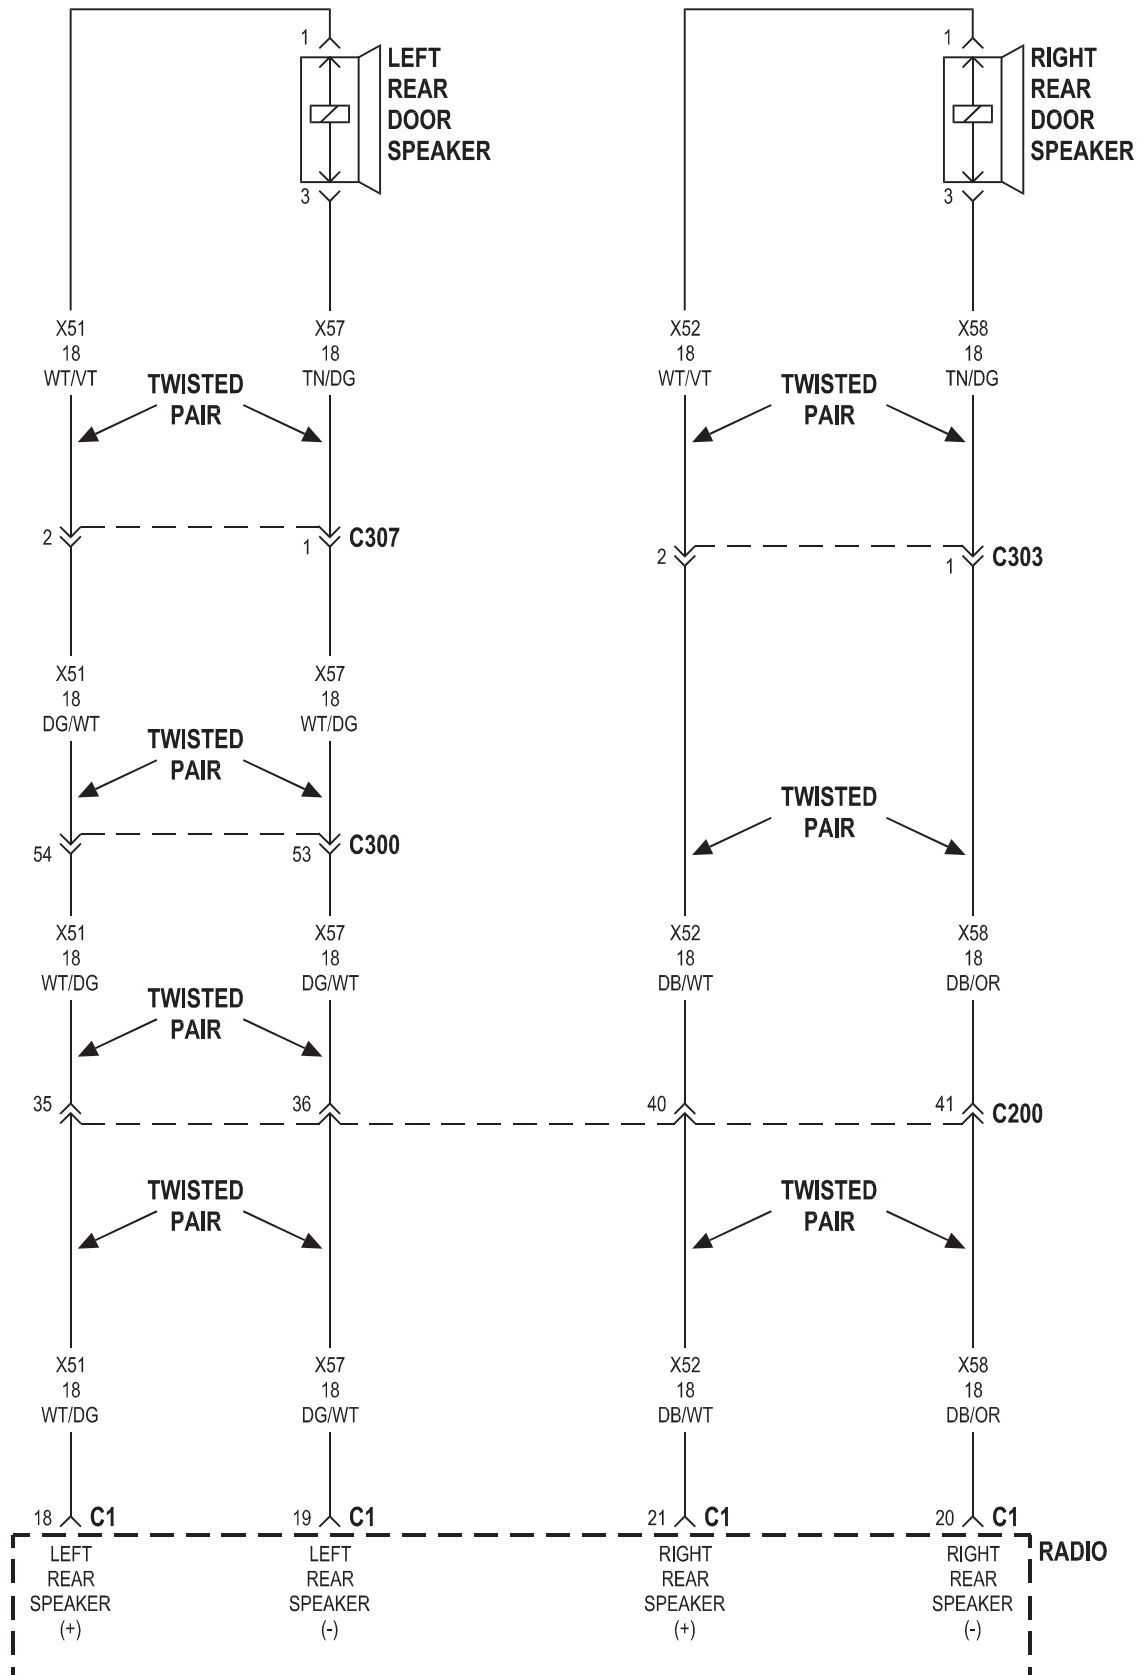 1
LEFT
REAR
DOOR
SPEAKER
3
1
RIGHT
REAR
DOOR
SPEAKER
3
X51
18
WT/VT
TWISTED
PAIR
X57
18
TN/DG
X52
18
WT/VT
TWISTED
PAIR
X58
18
TN/DG
2
1
C307
2
1
C303
X51
18
DG/WT
TWISTED
PAIR
X57
18
WT/DG
TWISTED
PAIR
54
53
C300
X51
18
WT/DG
TWISTED
PAIR
X57
18
DG/WT
X52
18
DB/WT
X58
18
DB/OR
35
36
40
41
C200
TWISTED
PAIR
TWISTED
PAIR
X51
18
WT/DG
X57
18
DG/WT
X52
18
DB/WT
X58
18
DB/OR
18 C1
19 C1
21 C1
20 C1
RADIO
LEFT
REAR
SPEAKER
(+)
LEFT
REAR
SPEAKER
(-)
RIGHT
REAR
SPEAKER
(+)
RIGHT
REAR
SPEAKER
(-)